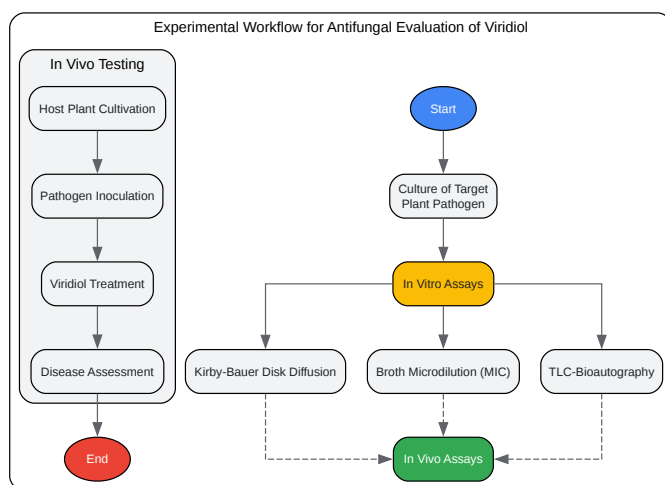 Experimental Workflow for Antifungal Evaluation of Viridiol
In Vivo Testing
Host Plant Cultivation
Pathogen Inoculation
Viridiol Treatment
Disease Assessment
End
Start
Culture of Target
Plant Pathogen
In Vitro Assays
Kirby-Bauer Disk Diffusion
Broth Microdilution (MIC)
TLC-Bioautography
In Vivo Assays